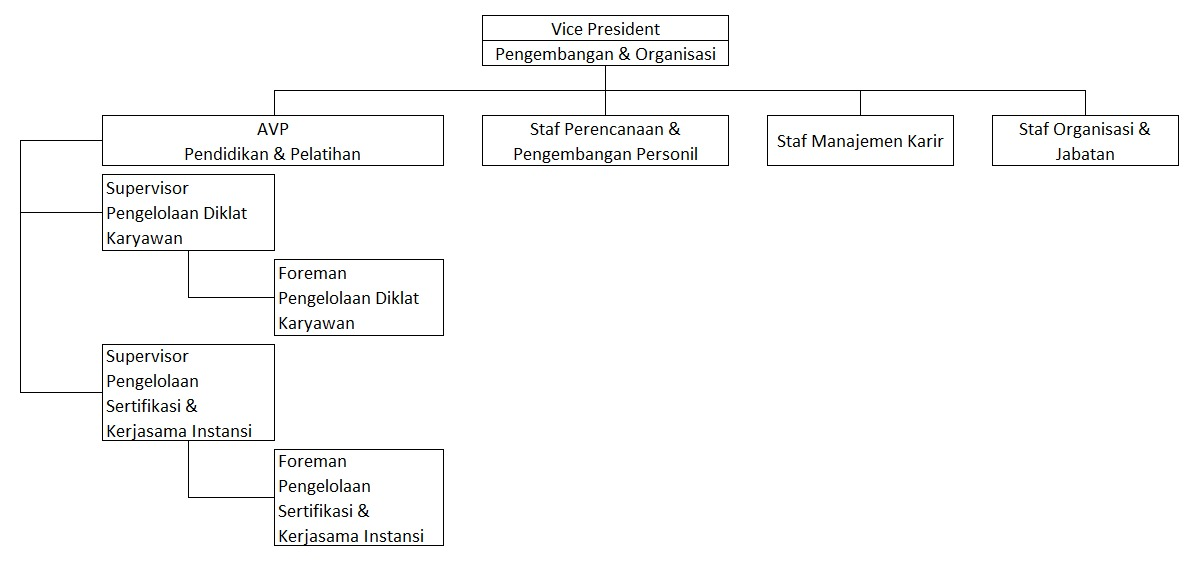 Vice President
Pengembangan & Organisasi
AVP
Pendidikan & Pelatihan
Staf Perencanaan &
Pengembangan Personil
Staf Manajemen Karir
Staf Organisasi &
Jabatan
Supervisor
Pengelolaan Diklat
Karyawan
Foreman
Pengelolaan Diklat
Karyawan
Supervisor
Pengelolaan
Sertifikasi &
Kerjasama Instansi
Foreman
Pengelolaan
Sertifikasi &
Kerjasama Instansi